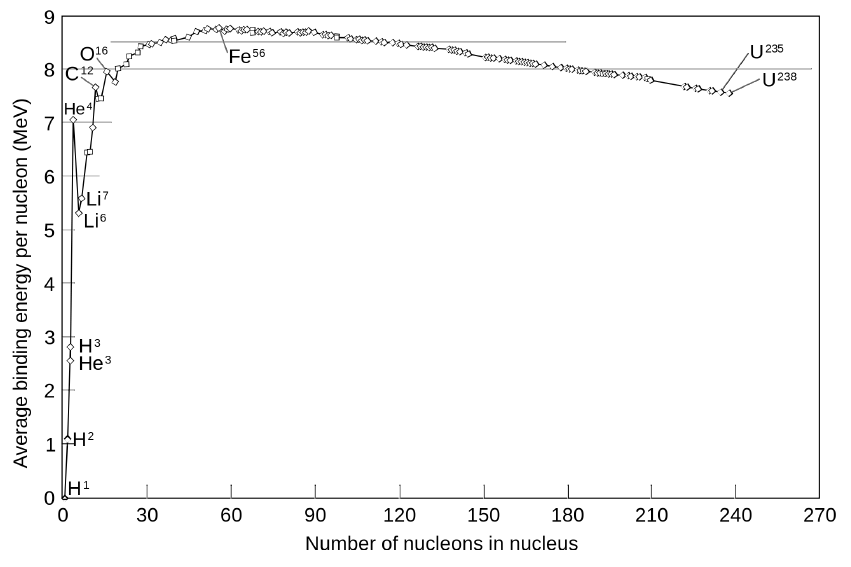 Average binding energy per nucleon (MeV)
9
8
7
6
5
4
3
2
1
0
O¹⁶
C¹²
He⁴
Li⁷
Li⁶
H³
He³
H²
H¹
Fe⁵⁶
U²³⁵
U²³⁸
0 30 60 90 120 150 180 210 240 270
Number of nucleons in nucleus